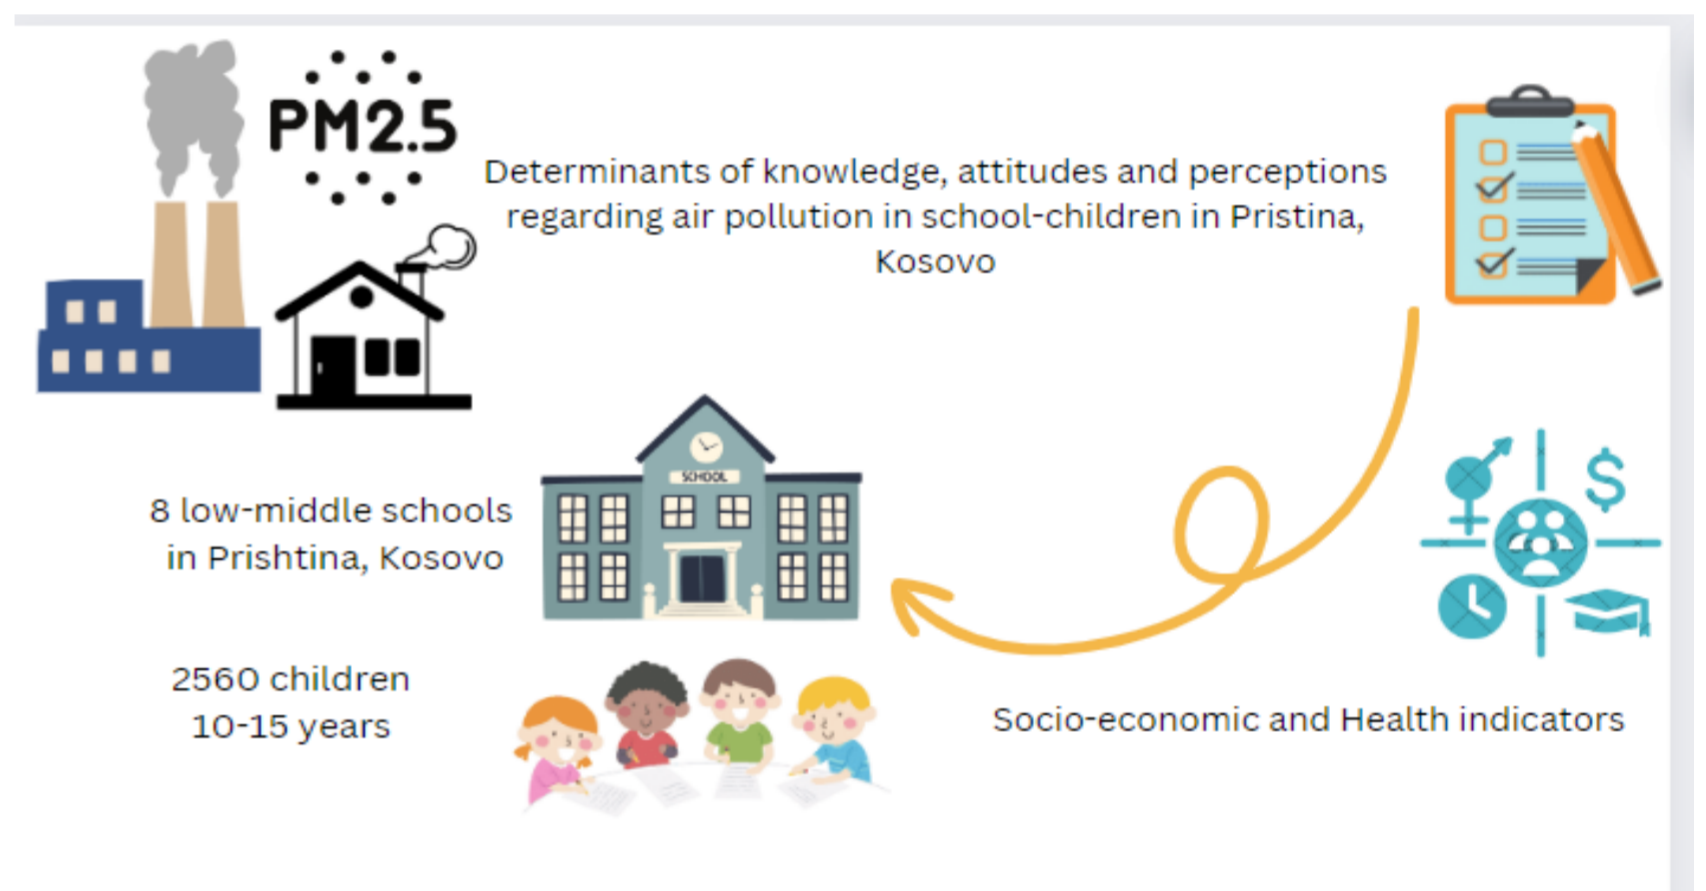 PM2.5
Determinants of knowledge, attitudes and perceptions
regarding air pollution in school-children in Pristina,
Kosovo
SCHOOL
8 low-middle schools
in Prishtina, Kosovo
$
2560 children
10-15 years
Socio-economic and Health indicators